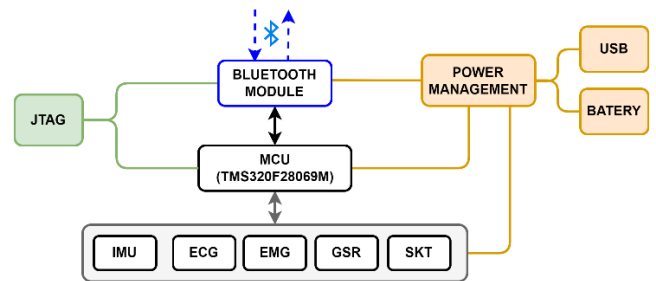 USB
BLUETOOTH
MODULE
POWER
MANAGEMENT
BATERY
JTAG
MCU
(TMS320F28069M)
IMU
ECG
EMG
GSR
SKT